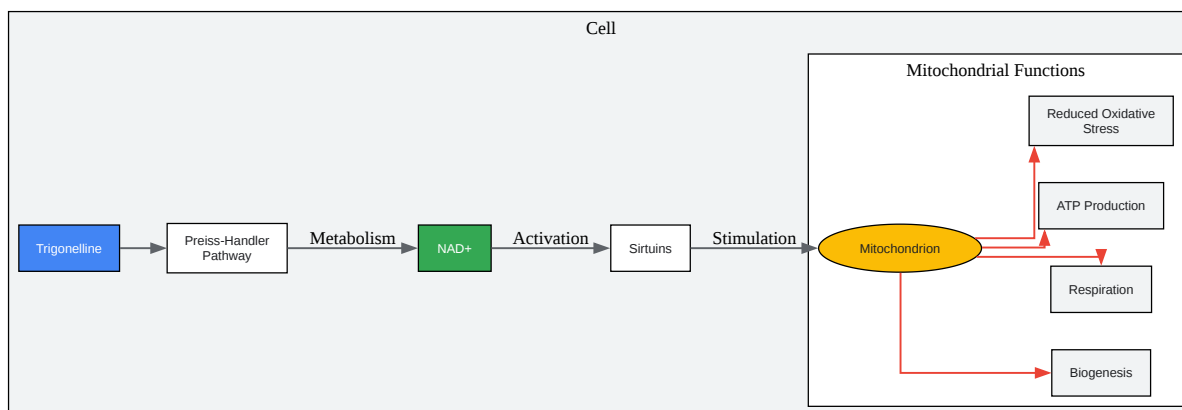 Cell
Mitochondrial Functions
Reduced Oxidative
Stress
ATP Production
Trigonelline
Preiss-Handler
Pathway
Metabolism
NAD+
Activation
Sirtuins
Stimulation
Mitochondrion
Respiration
Biogenesis